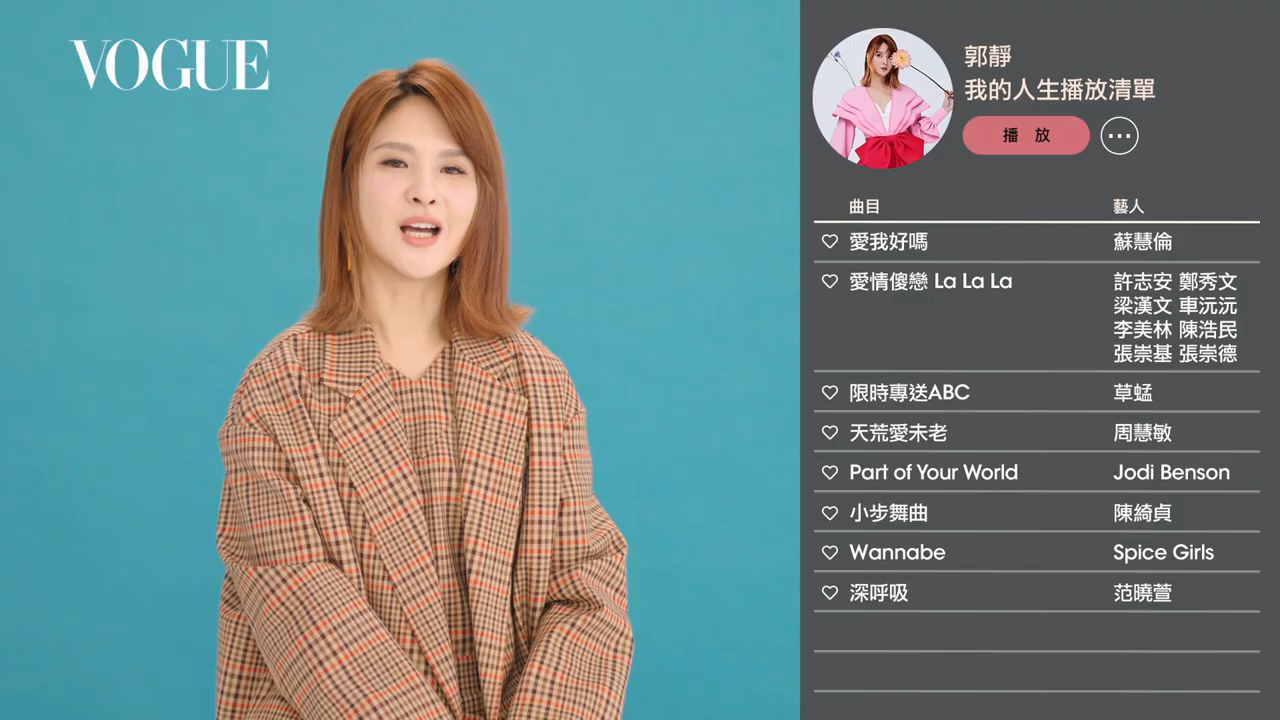 VOGUE
郭靜
我的人生播放清單
播 放
曲目 藝人
愛我好嗎 蘇慧倫
愛情傻戀 La La La 許志安 鄭秀文
梁漢文 車沅沅
李美林 陳浩民
張崇基 張崇德
限時專送ABC 草蜢
天荒愛未老 周慧敏
Part of Your World Jodi Benson
小步舞曲 陳綺貞
Wannabe Spice Girls
深呼吸 范曉萱